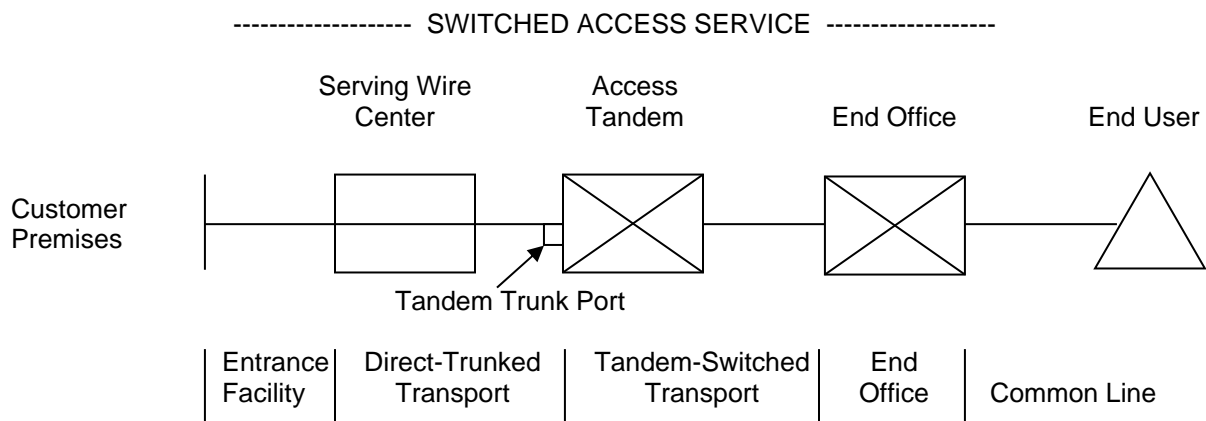 ------------------- SWITCHED ACCESS SERVICE ------------------
Serving Wire
Center
Access
Tandem
End Office
End User
Customer
Premises
Tandem Trunk Port
Entrance
Facility
Direct-Trunked
Transport
Tandem-Switched
Transport
End
Office
Common Line